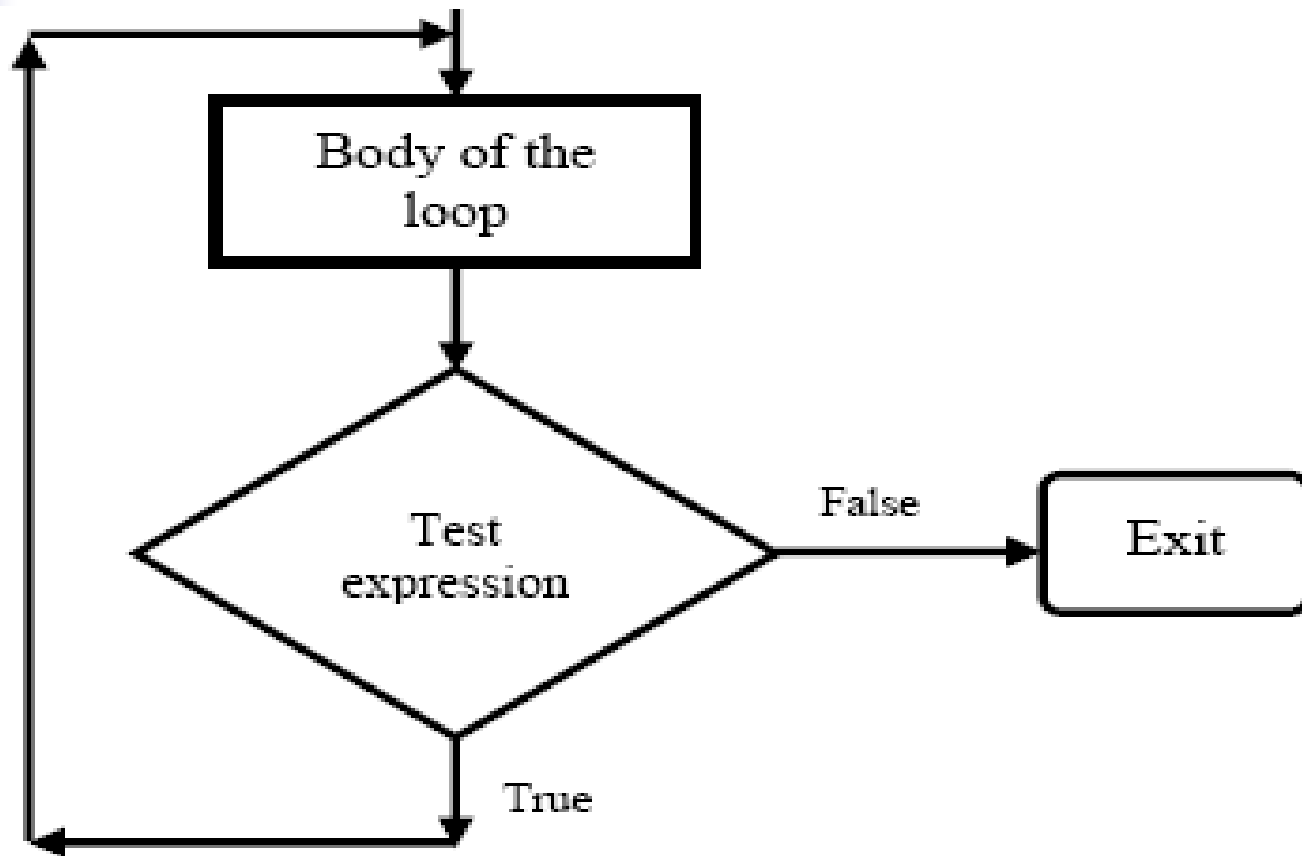 Body of the
loop
Test
expression
False
Exit
True